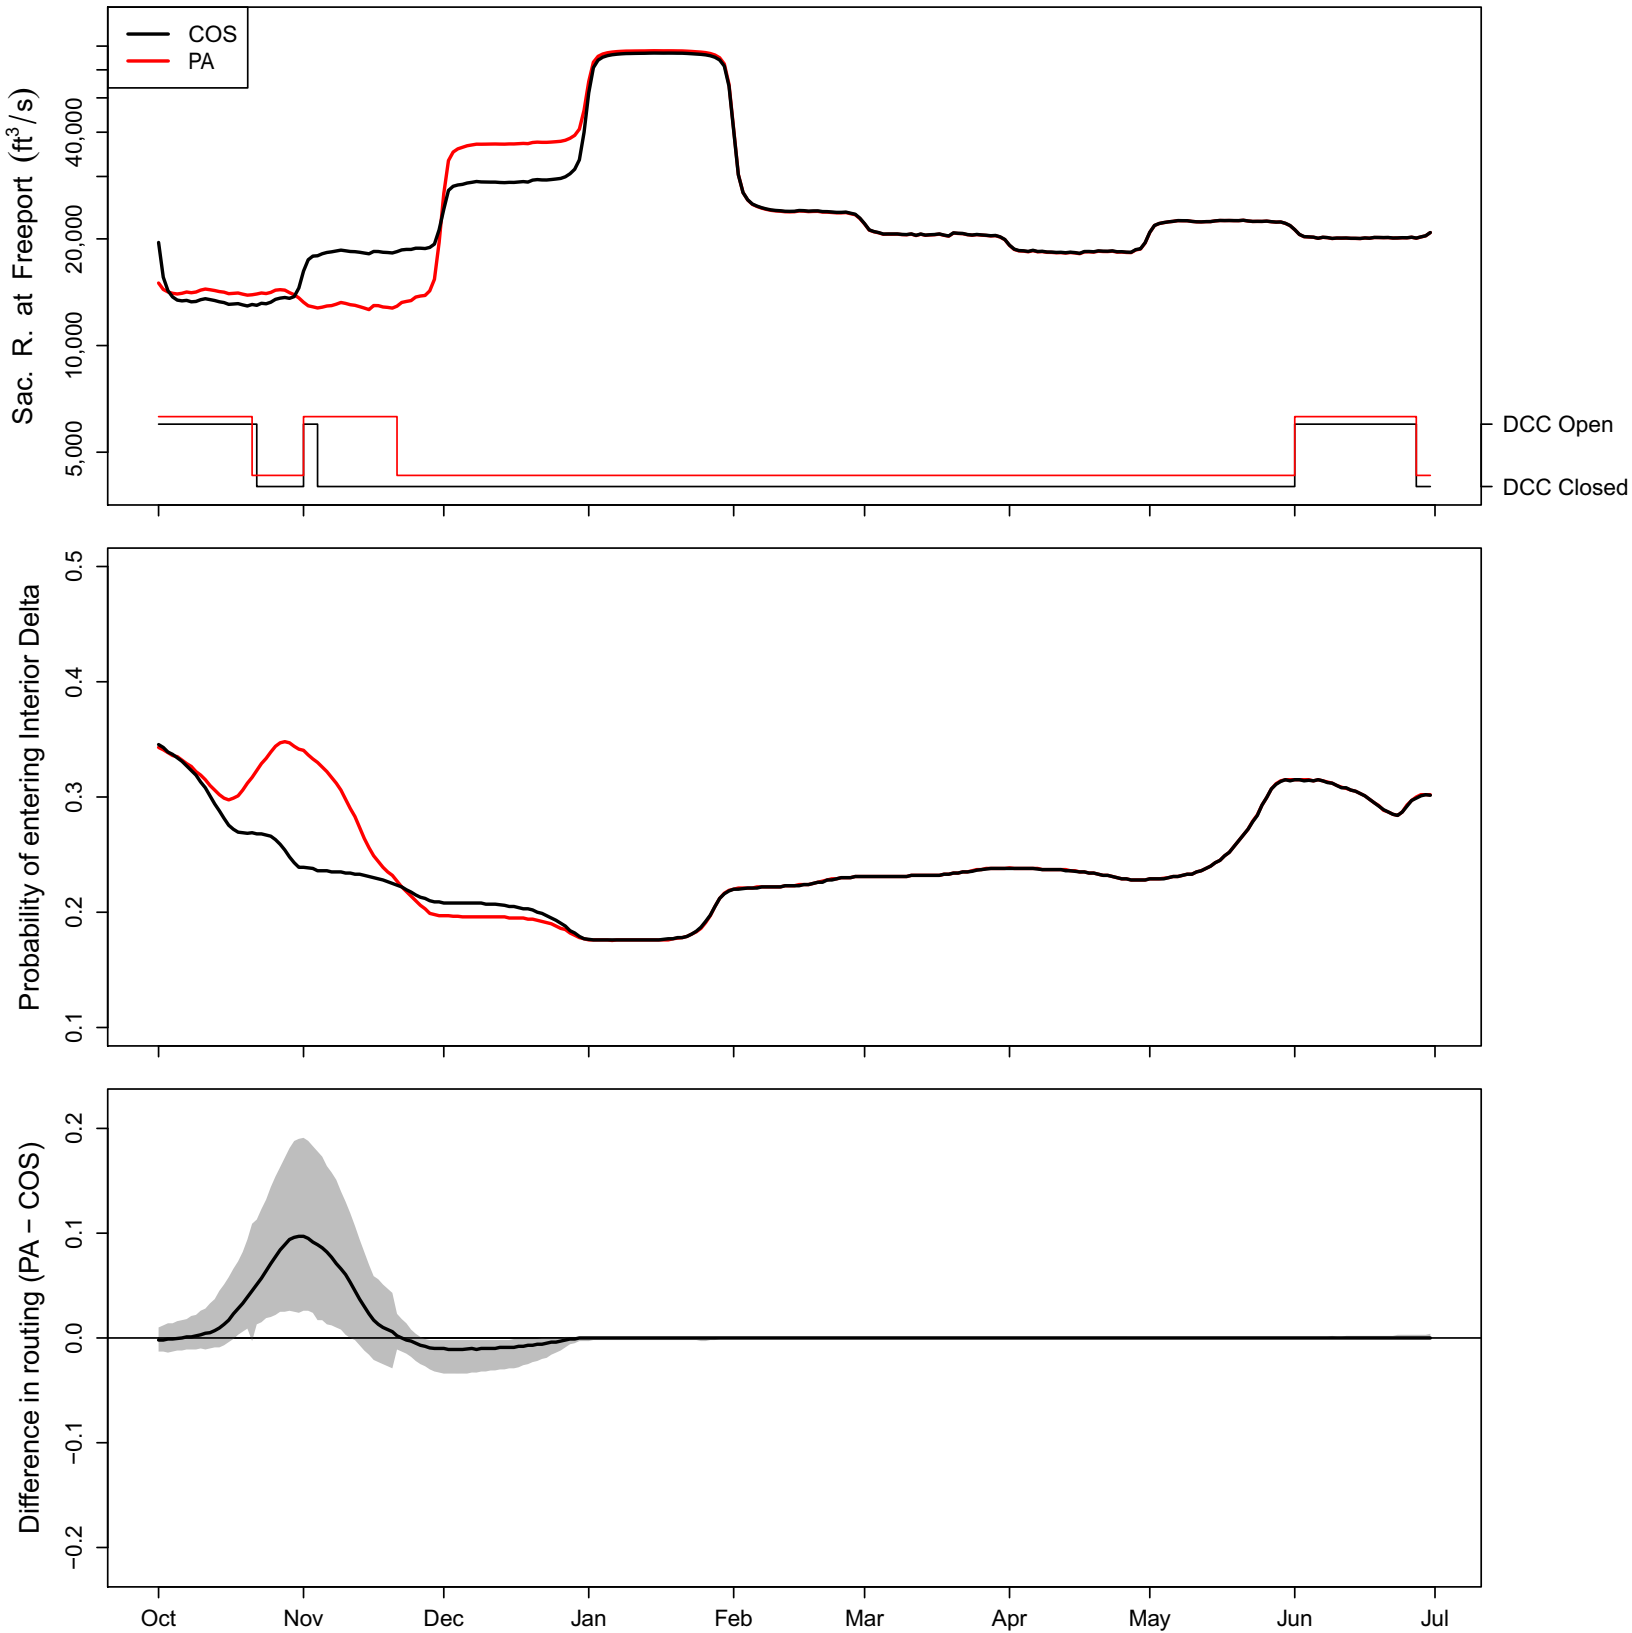 COS
PA
Sac. R. at Freeport (ft³/s)
40,000
20,000
10,000
5,000
DCC Open
DCC Closed
Probability of entering Interior Delta
0.5
0.4
0.3
0.2
0.1
Difference in routing (PA − COS)
0.2
0.1
0.0
−0.1
−0.2
Oct Nov Dec Jan Feb Mar Apr May Jun Jul